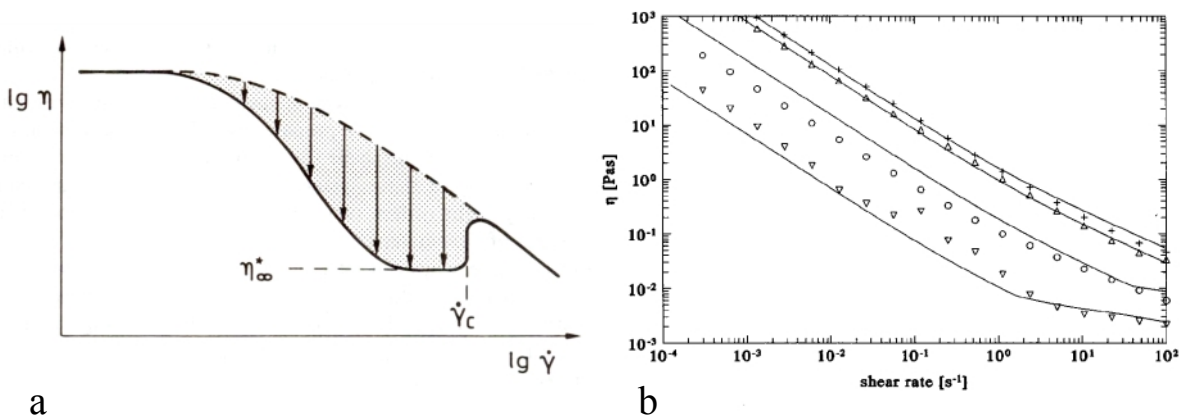 lg η
η*∞
γ̇c
lg γ̇
a
η [Pas]
10³
10²
10¹
10⁰
10⁻¹
10⁻²
10⁻³
10⁻⁴ 10⁻³ 10⁻² 10⁻¹ 10⁰ 10¹ 10²
shear rate [s⁻¹]
b